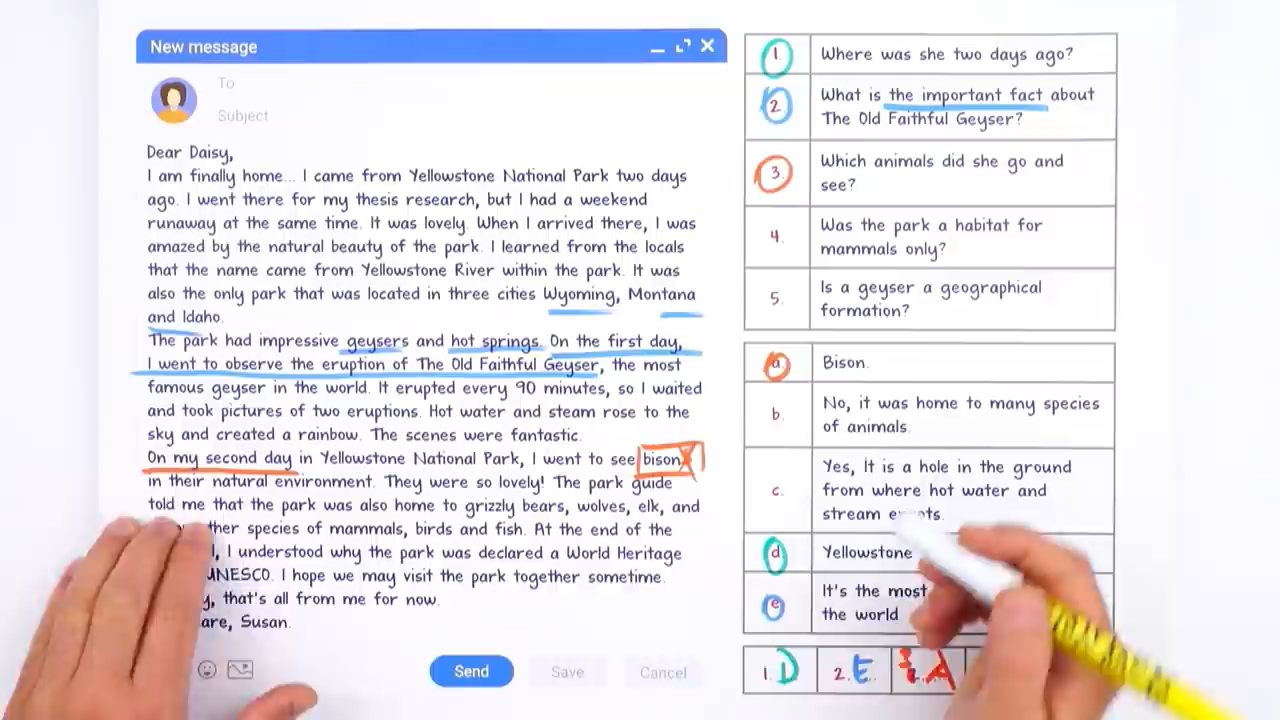 New message
To
Subject
Dear Daisy,
I am finally home... I came from Yellowstone National Park two days
ago. I went there for my thesis research, but I had a weekend
runaway at the same time. It was lovely. When I arrived there, I was
amazed by the natural beauty of the park. I learned from the locals
that the name came from Yellowstone River within the park. It was
also the only park that was located in three cities Wyoming, Montana
and Idaho.
The park had impressive geysers and hot springs. On the first day,
I went to observe the eruption of The Old Faithful Geyser, the most
famous geyser in the world. It erupted every 90 minutes, so I waited
and took pictures of two eruptions. Hot water and steam rose to the
sky and created a rainbow. The scenes were fantastic.
On my second day in Yellowstone National Park, I went to see bison
in their natural environment. They were so lovely! The park guide
told me that the park was also home to grizzly bears, wolves, elk, and
species of mammals, birds and fish. At the end of the
I understood why the park was declared a World Heritage
UNESCO. I hope we may visit the park together sometime.
that's all from me for now.
Susan.
Send Save Cancel
1. Where was she two days ago?
2. What is the important fact about
The Old Faithful Geyser?
3. Which animals did she go and
see?
4. Was the park a habitat for
mammals only?
5. Is a geyser a geographical
formation?
a. Bison.
b. No, it was home to many species
of animals.
c. Yes, It is a hole in the ground
from where hot water and
stream
d Yellowstone
e It's the most
the world
1. D 2. E A